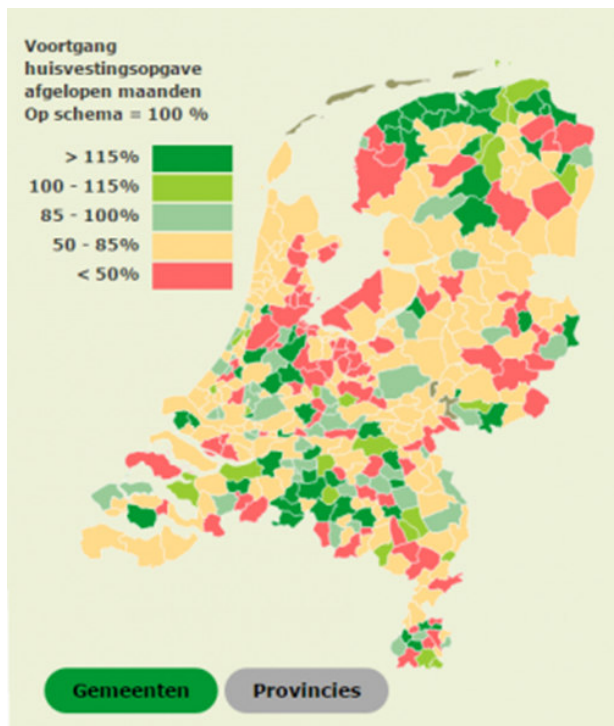 Voortgang
huisvestingsopgave
afgelopen maanden
Op schema = 100 %
> 115%
100 - 115%
85 - 100%
50 - 85%
< 50%
Gemeenten
Provincies